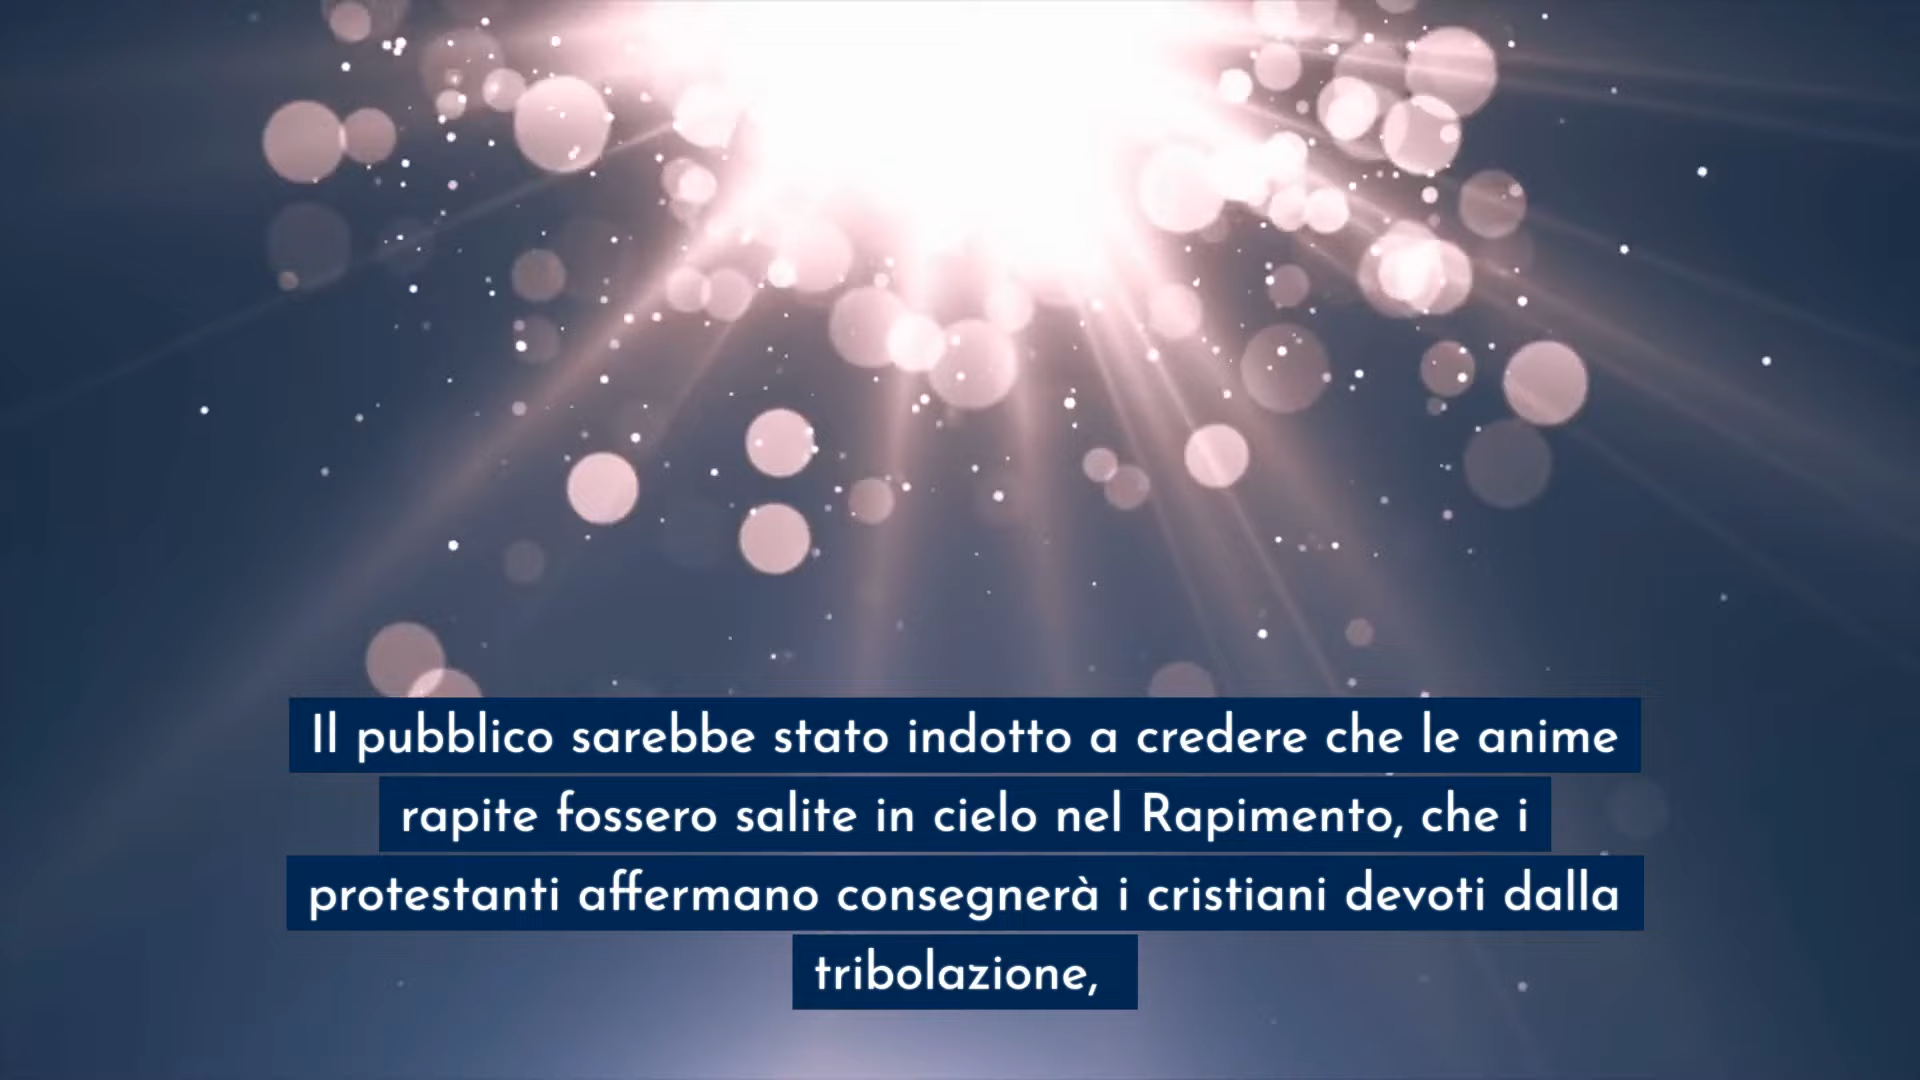 Il pubblico sarebbe stato indotto a credere che le anime
rapite fossero salite in cielo nel Rapimento, che i
protestanti affermano consegnerà i cristiani devoti dalla
tribolazione,